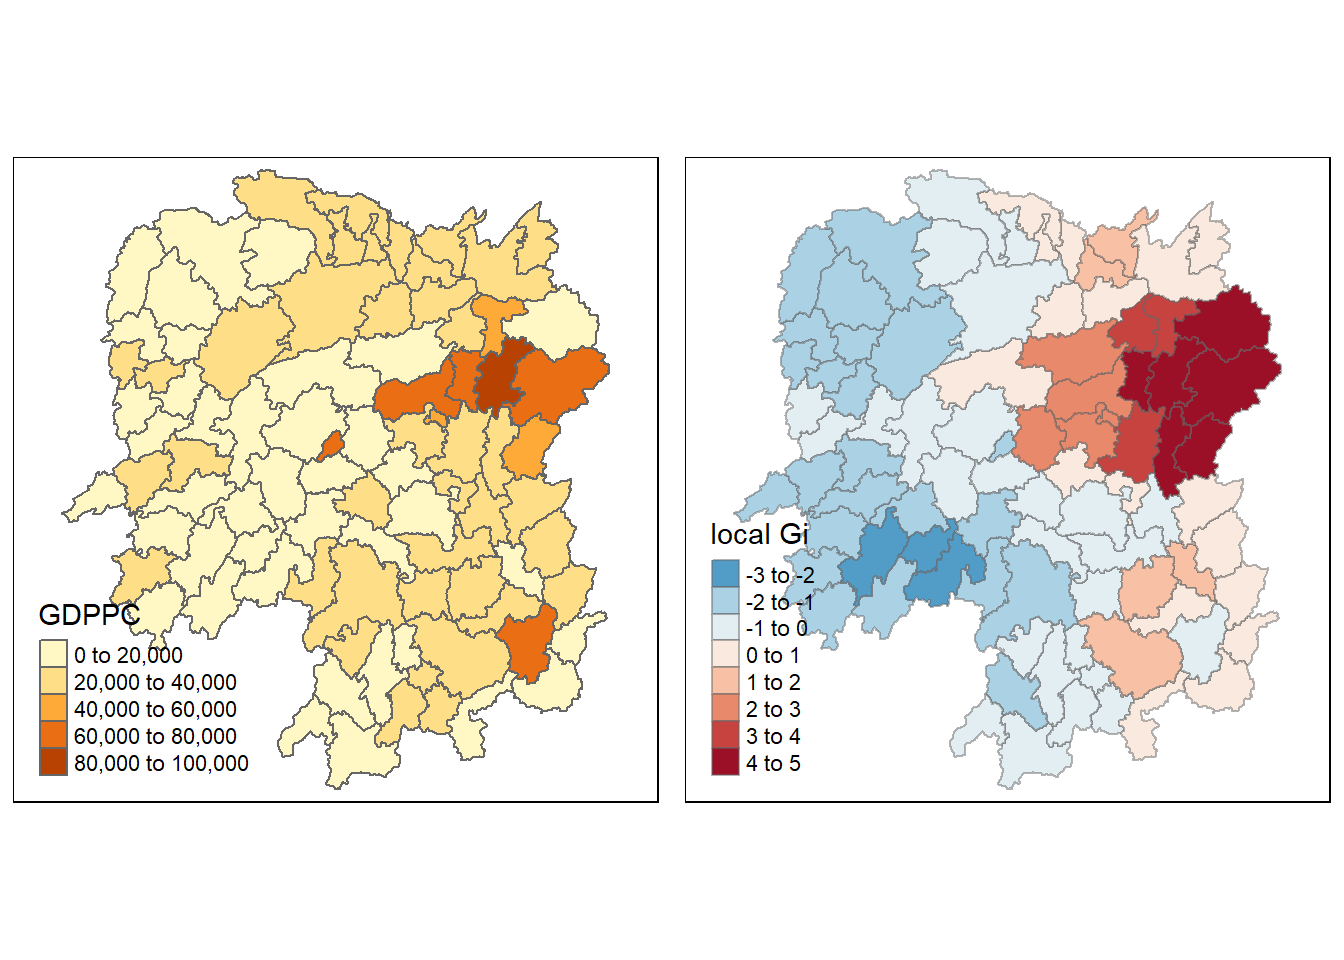 GDPPC
0 to 20,000
20,000 to 40,000
40,000 to 60,000
60,000 to 80,000
80,000 to 100,000
local Gi
-3 to -2
-2 to -1
-1 to 0
0 to 1
1 to 2
2 to 3
3 to 4
4 to 5